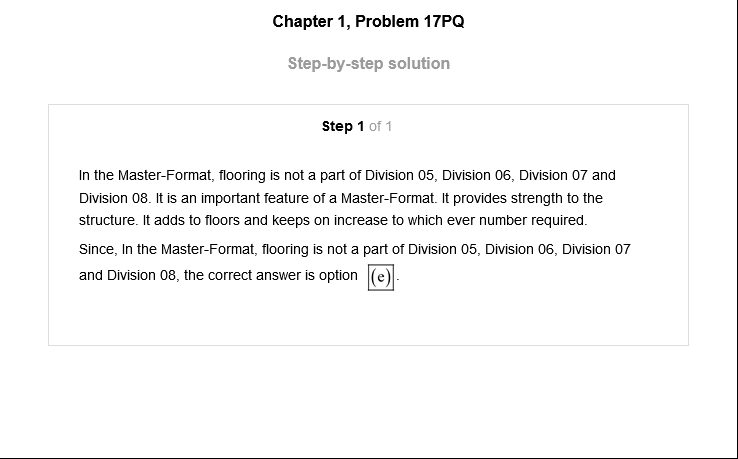 Chapter 1, Problem 17PQ
Step-by-step solution
Step 1 of 1
In the Master-Format, flooring is not a part of Division 05, Division 06, Division 07 and
Division 08. It is an important feature of a Master-Format. It provides strength to the
structure. It adds to floors and keeps on increase to which ever number required.
Since, In the Master-Format, flooring is not a part of Division 05, Division 06, Division 07
and Division 08, the correct answer is option (e).